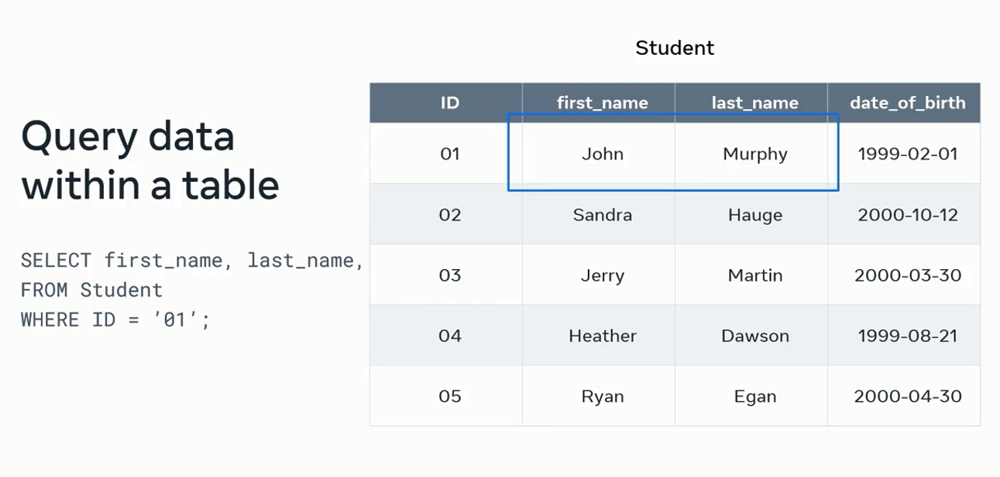 Student
Query data
within a table
SELECT first_name, last_name,
FROM Student
WHERE ID = ’01’;
ID first_name last_name date_of_birth
01 John Murphy 1999-02-01
02 Sandra Hauge 2000-10-12
03 Jerry Martin 2000-03-30
04 Heather Dawson 1999-08-21
05 Ryan Egan 2000-04-30